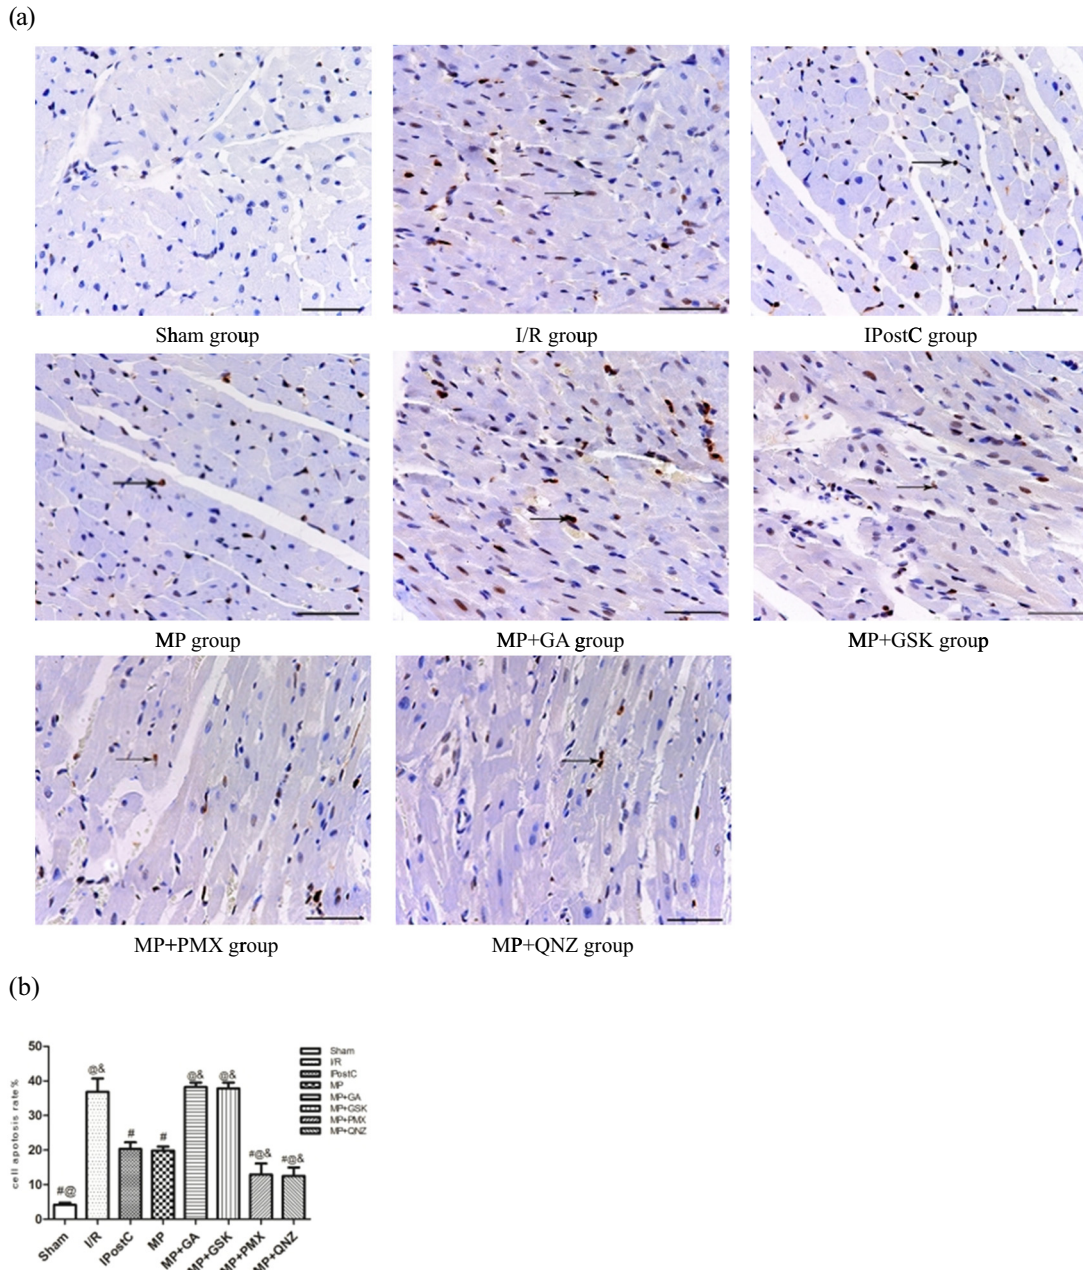 (a)
Sham group
I/R group
IPostC group
MP group
MP+GA group
MP+GSK group
MP+PMX group
MP+QNZ group
(b)
cell apotosis rate%
50
40
30
20
10
0
#@
@&
#
#
@&
@&
#@&
#@&
Sham
I/R
IPostC
MP
MP+GA
MP+GSK
MP+PMX
MP+QNZ
Sham
I/R
IPostC
MP
MP+GA
MP+GSK
MP+PMX
MP+QNZ